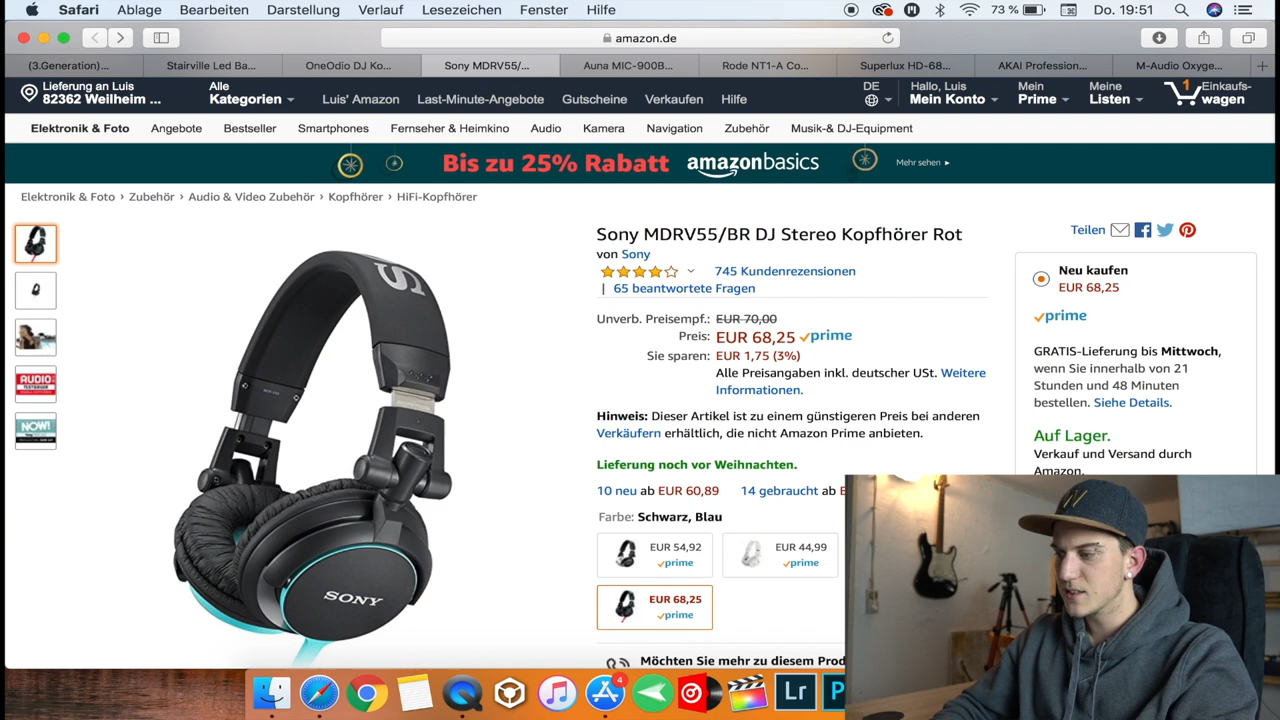 Safari Ablage Bearbeiten Darstellung Verlauf Lesezeichen Fenster Hilfe 73 % Do. 19:51
amazon.de
(3.Generation)... Stairville Led Ba... OneOdio DJ Ko... Sony MDRV55/... Auna MIC-900B... Rode NT1-A Co... Superlux HD-68... AKAI Profession... M-Audio Oxyge...
Lieferung an Luis
82362 Weilheim ...
Alle
Kategorien
Luis' Amazon Last-Minute-Angebote Gutscheine Verkaufen Hilfe
DE
Hallo, Luis
Mein Konto
Mein
Prime
Meine
Listen
1
Einkaufs-
wagen
Elektronik & Foto Angebote Bestseller Smartphones Fernseher & Heimkino Audio Kamera Navigation Zubehör Musik-& DJ-Equipment
Bis zu 25% Rabatt amazonbasics Mehr sehen ▸
Elektronik & Foto › Zubehör › Audio & Video Zubehör › Kopfhörer › HiFi-Kopfhörer
Sony MDRV55/BR DJ Stereo Kopfhörer Rot
von Sony
745 Kundenrezensionen
| 65 beantwortete Fragen
Unverb. Preisempf.: EUR 70,00
Preis: EUR 68,25 prime
Sie sparen: EUR 1,75 (3%)
Alle Preisangaben inkl. deutscher USt. Weitere
Informationen.
Hinweis: Dieser Artikel ist zu einem günstigeren Preis bei anderen
Verkäufern erhältlich, die nicht Amazon Prime anbieten.
Lieferung noch vor Weihnachten.
10 neu ab EUR 60,89 14 gebraucht ab
Farbe: Schwarz, Blau
EUR 54,92
prime
EUR 44,99
prime
EUR 68,25
prime
Möchten Sie mehr zu diesem Prod
Teilen
Neu kaufen
EUR 68,25
prime
GRATIS-Lieferung bis Mittwoch,
wenn Sie innerhalb von 21
Stunden und 48 Minuten
bestellen. Siehe Details.
Auf Lager.
Verkauf und Versand durch
Amazon.
AUDIO
NOW!
SONY
4
Lr
P